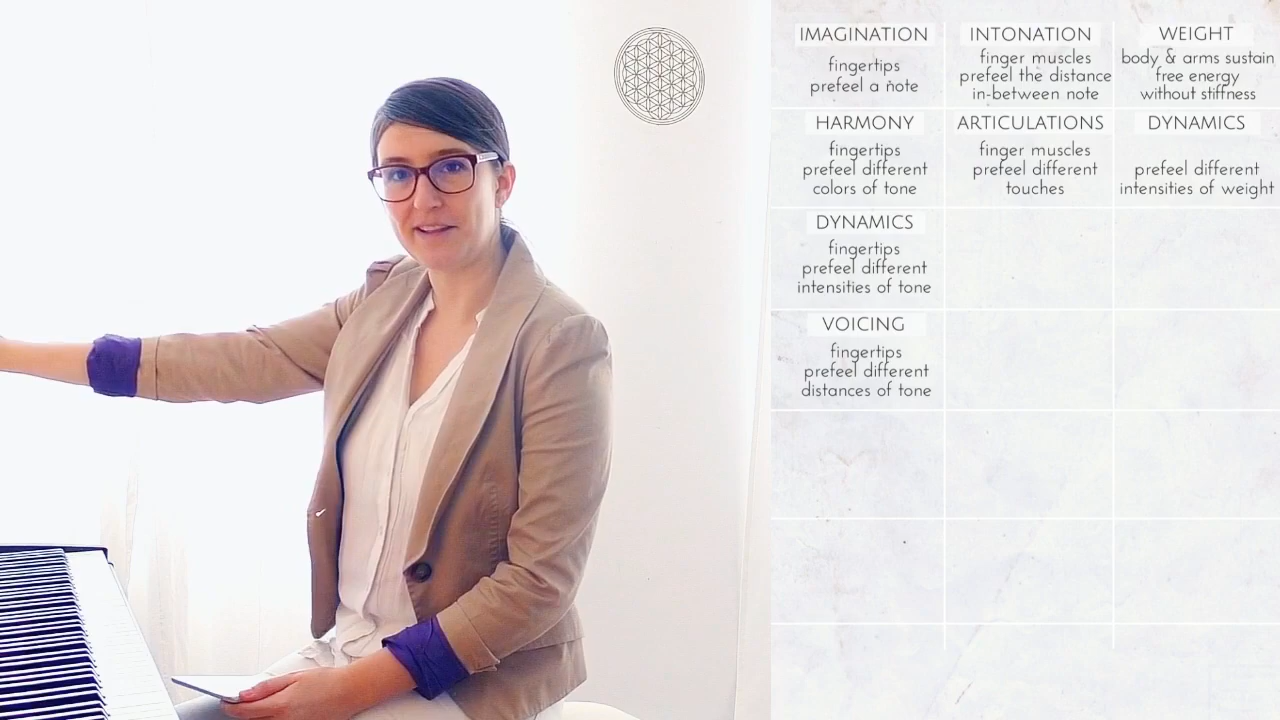 IMAGINATION
fingertips
prefeel a note
INTONATION
finger muscles
prefeel the distance
in-between note
WEIGHT
body & arms sustain
free energy
without stiffness
HARMONY
fingertips
prefeel different
colors of tone
ARTICULATIONS
finger muscles
prefeel different
touches
DYNAMICS
prefeel different
intensities of weight
DYNAMICS
fingertips
prefeel different
intensities of tone
VOICING
fingertips
prefeel different
distances of tone